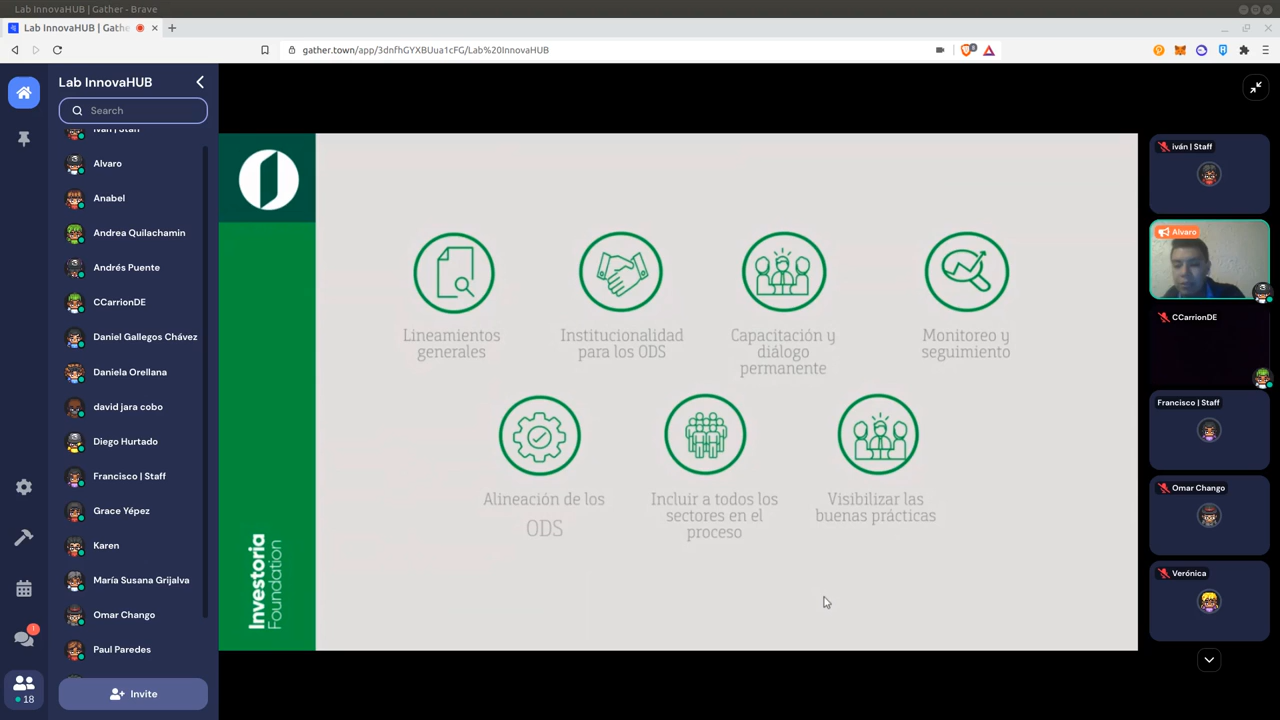 Lab InnovaHUB | Gather - Brave
Lab InnovaHUB | Gathe
gather.town/app/3dnfhGYXBUua1cFG/Lab%20InnovaHUB
Lab InnovaHUB
Search
Iván | Staff
Alvaro
Anabel
Andrea Quilachamin
Andrés Puente
CCarrionDE
Daniel Gallegos Chávez
Daniela Orellana
david jara cobo
Diego Hurtado
Francisco | Staff
Grace Yépez
Karen
María Susana Grijalva
Omar Chango
Paul Paredes
1
18
Invite
Investoria
Foundation
Lineamientos
generales
Institucionalidad
para los ODS
Capacitación y
diálogo
permanente
Monitoreo y
seguimiento
Alineación de los
ODS
Incluir a todos los
sectores en el
proceso
Visibilizar las
buenas prácticas
iván | Staff
Alvaro
CCarrionDE
Francisco | Staff
Omar Chango
Verónica